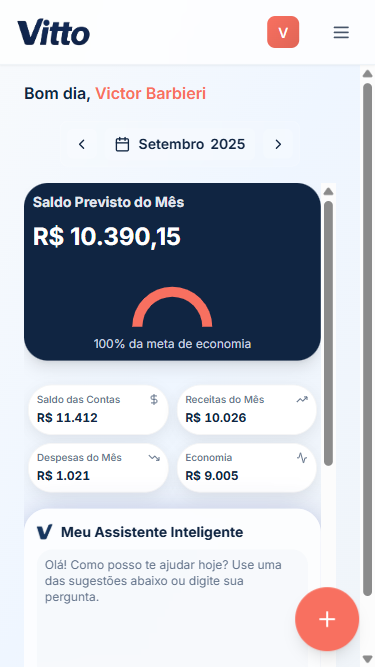 Vitto
V
Bom dia, Victor Barbieri
Setembro 2025
Saldo Previsto do Mês
R$ 10.390,15
100% da meta de economia
Saldo das Contas
R$ 11.412
Receitas do Mês
R$ 10.026
Despesas do Mês
R$ 1.021
Economia
R$ 9.005
V Meu Assistente Inteligente
Olá! Como posso te ajudar hoje? Use uma
das sugestões abaixo ou digite sua
pergunta.